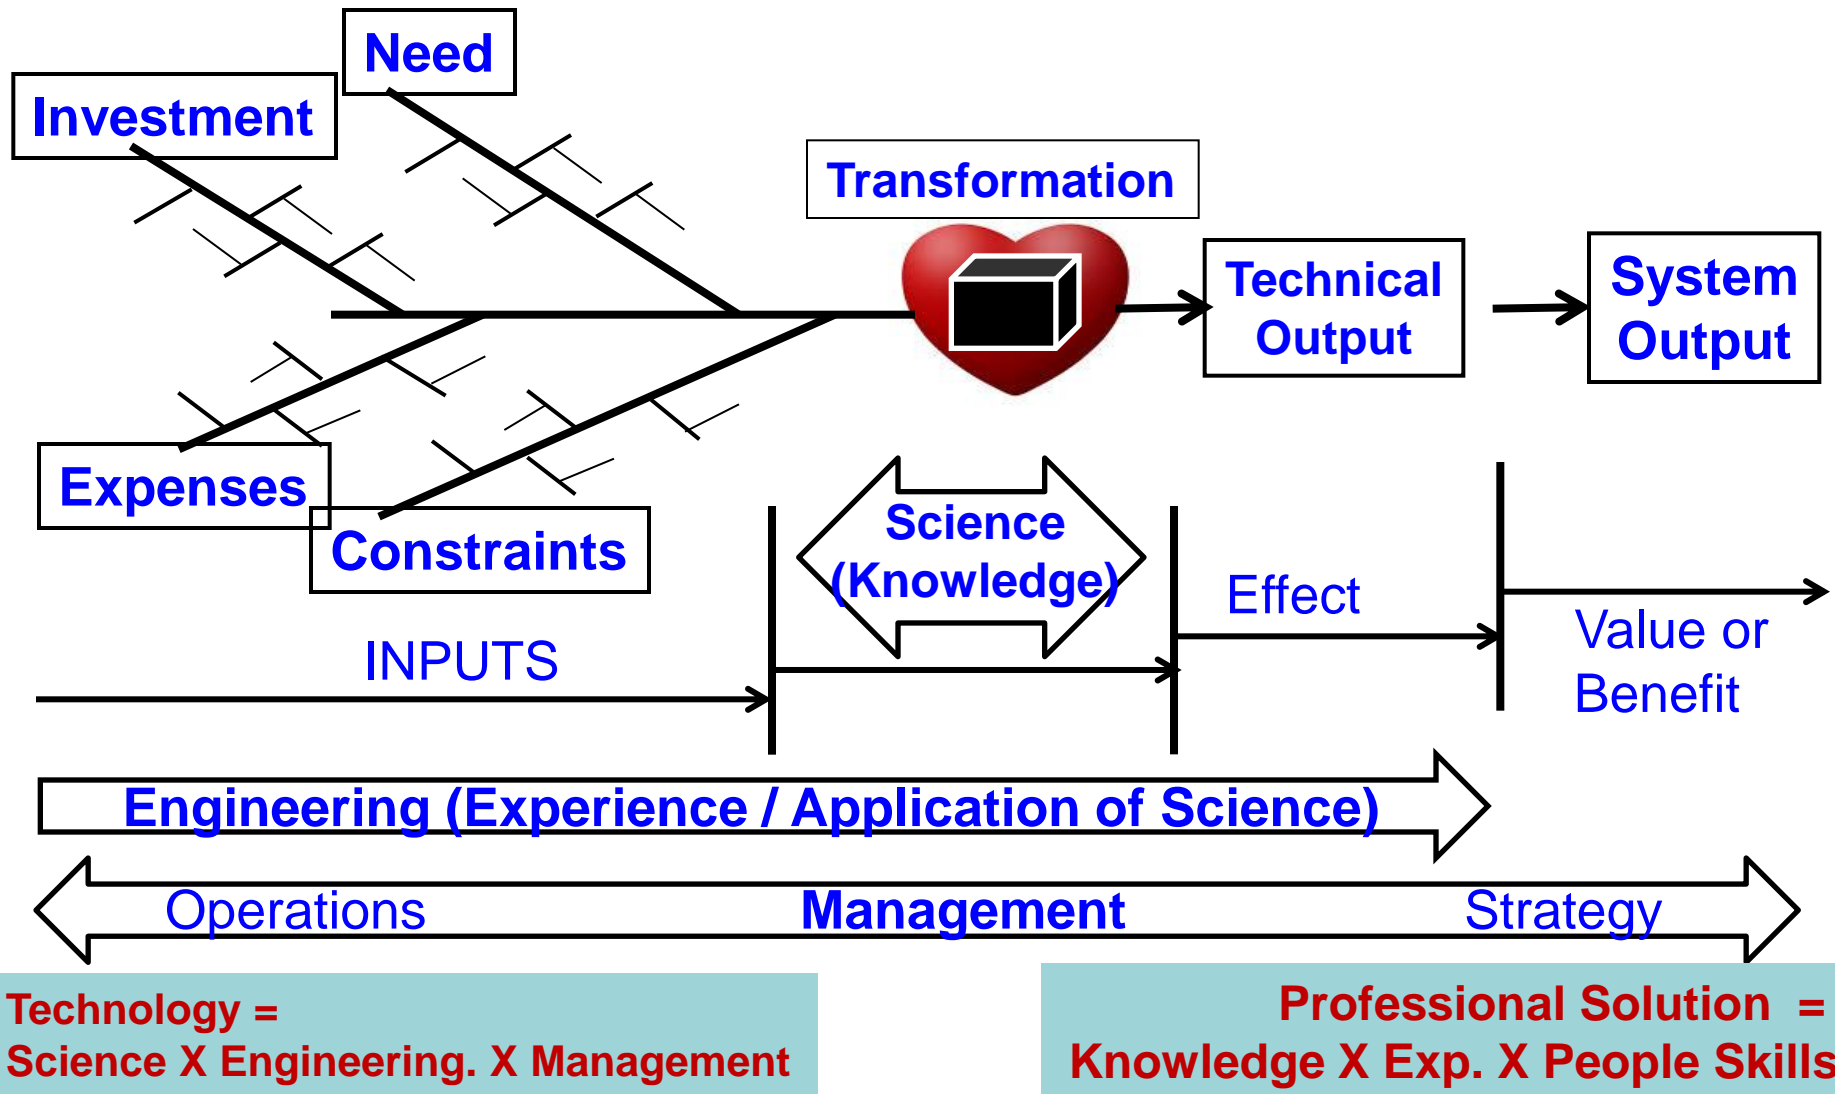 Need
Investment
Transformation
Technical
Output
System
Output
Expenses
Constraints
Science
(Knowledge)
Effect
INPUTS
Value or
Benefit
Engineering (Experience / Application of Science)
Operations
Management
Strategy
Technology =
Science X Engineering. X Management
Professional Solution =
Knowledge X Exp. X People Skills